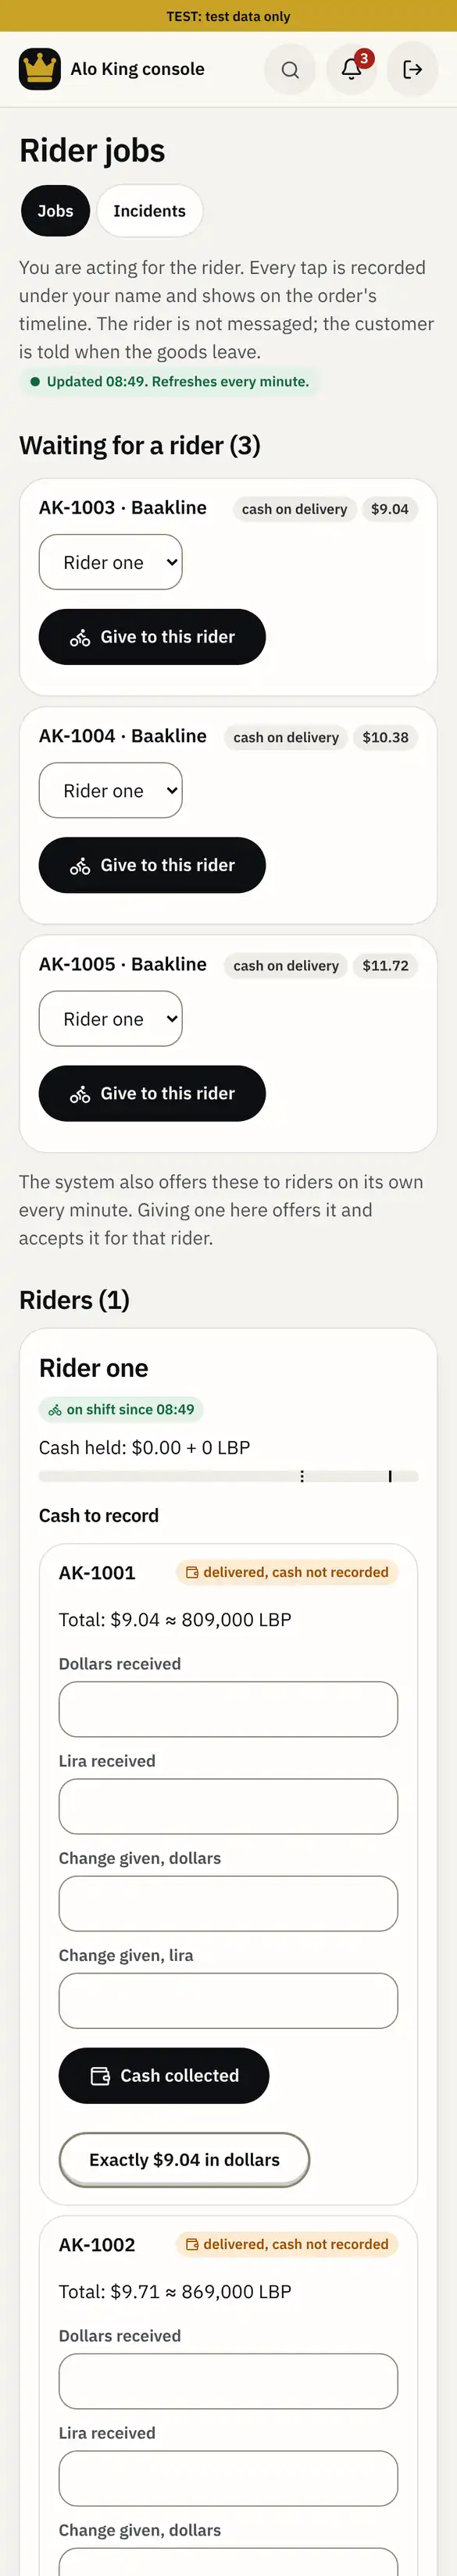 TEST: test data only
Alo King console
3
Rider jobs
Jobs
Incidents
You are acting for the rider. Every tap is recorded
under your name and shows on the order's
timeline. The rider is not messaged; the customer
is told when the goods leave.
Updated 08:49. Refreshes every minute.
Waiting for a rider (3)
AK-1003 · Baakline
cash on delivery
$9.04
Rider one
Give to this rider
AK-1004 · Baakline
cash on delivery
$10.38
Rider one
Give to this rider
AK-1005 · Baakline
cash on delivery
$11.72
Rider one
Give to this rider
The system also offers these to riders on its own
every minute. Giving one here offers it and
accepts it for that rider.
Riders (1)
Rider one
on shift since 08:49
Cash held: $0.00 + 0 LBP
Cash to record
AK-1001
delivered, cash not recorded
Total: $9.04 ≈ 809,000 LBP
Dollars received
Lira received
Change given, dollars
Change given, lira
Cash collected
Exactly $9.04 in dollars
AK-1002
delivered, cash not recorded
Total: $9.71 ≈ 869,000 LBP
Dollars received
Lira received
Change given, dollars